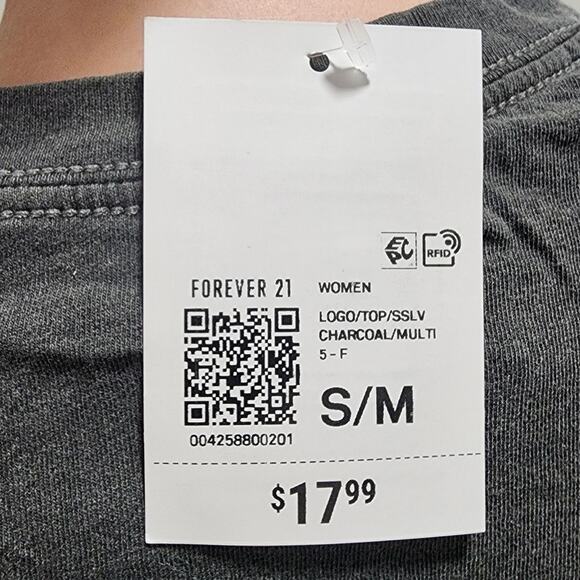 EPC
RFID
FOREVER 21
WOMEN
LOGO/TOP/SSLV
CHARCOAL/MULTI
5 - F
S/M
004258800201
$17.99